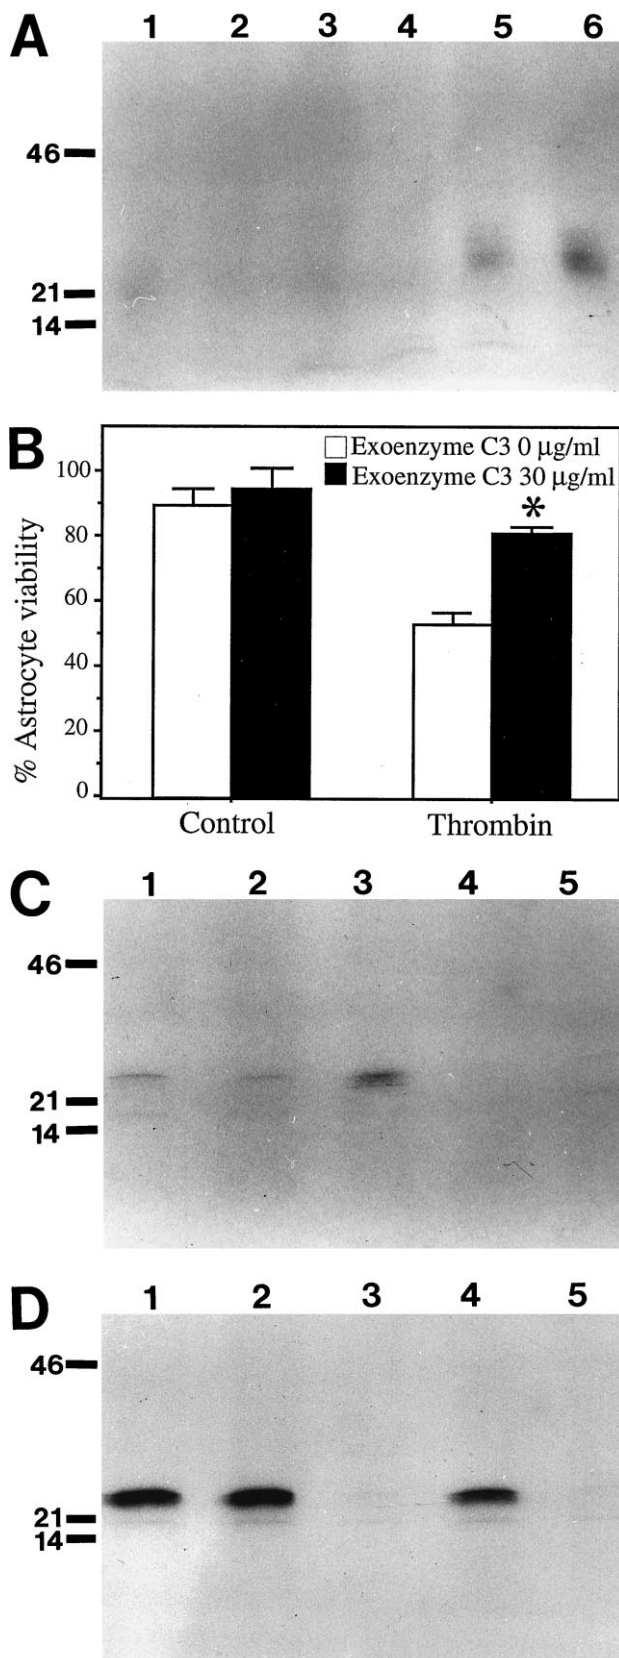 A 1 2 3 4 5 6
46
21
14
B
Exoenzyme C3 0 μg/ml
Exoenzyme C3 30 μg/ml
*
% Astrocyte viability
100
80
60
40
20
0
Control Thrombin
C 1 2 3 4 5
46
21
14
D 1 2 3 4 5
46
21
14